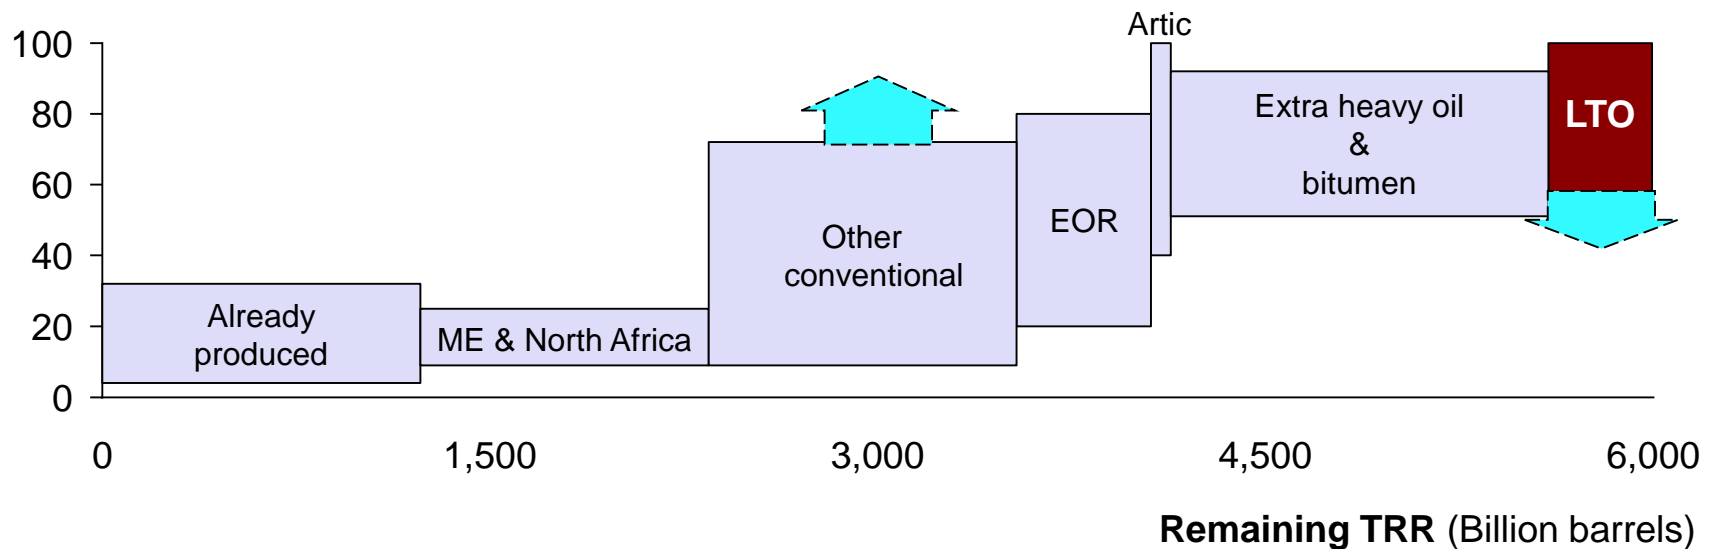 Artic
100
80
60
40
20
0
Already
produced
ME & North Africa
Other
conventional
EOR
Extra heavy oil
&
bitumen
LTO
0 1,500 3,000 4,500 6,000
Remaining TRR (Billion barrels)